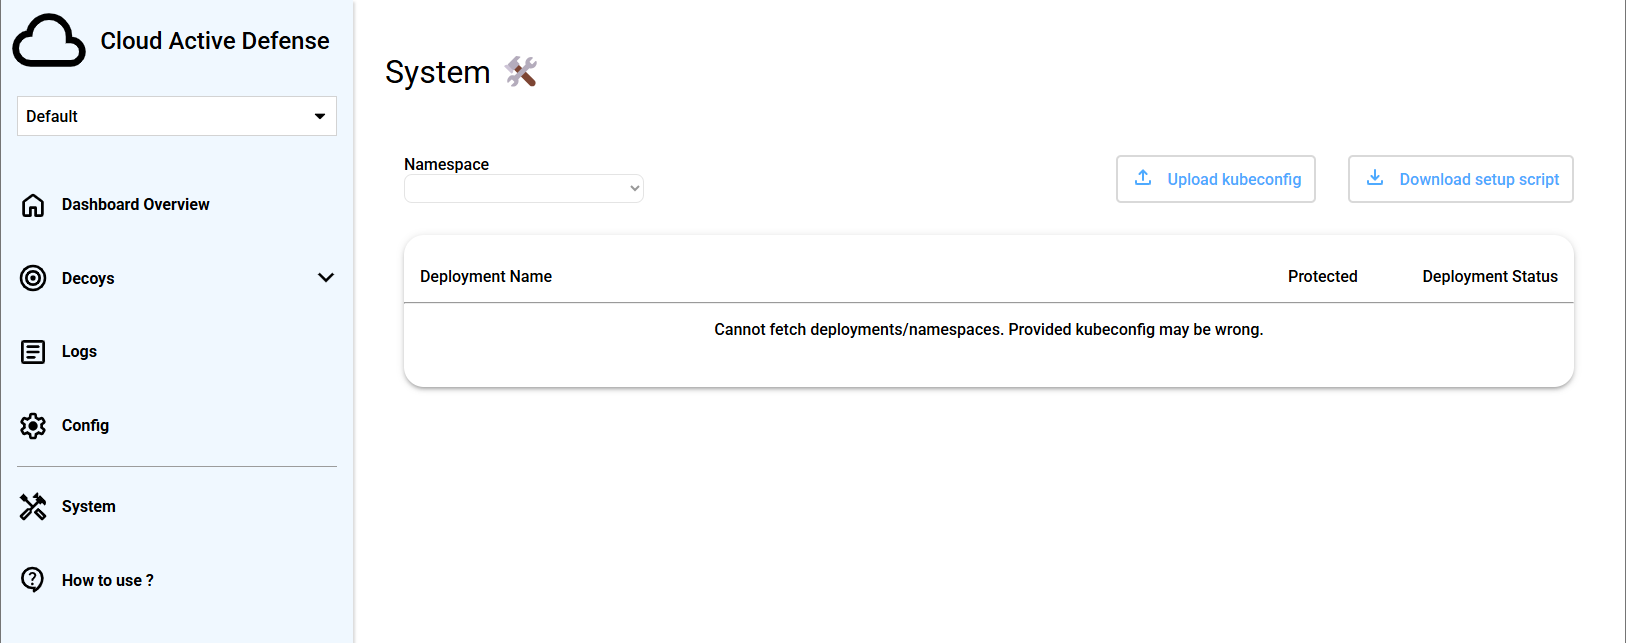 Cloud Active Defense
Default
Dashboard Overview
Decoys
Logs
Config
System
How to use ?
System
Namespace
Upload kubeconfig
Download setup script
Deployment Name
Protected
Deployment Status
Cannot fetch deployments/namespaces. Provided kubeconfig may be wrong.